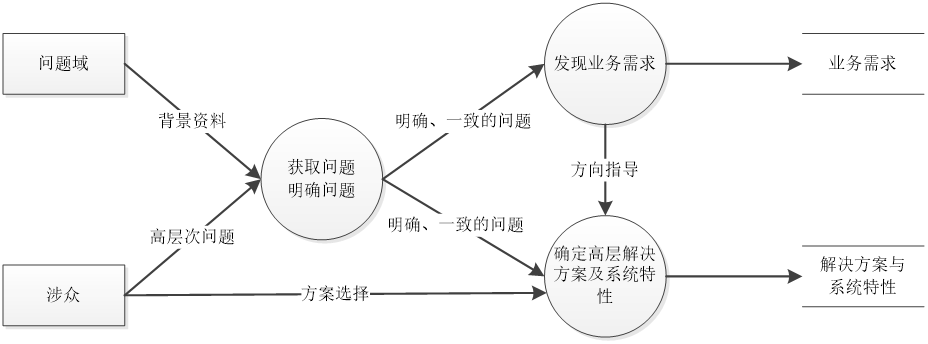 问题域
发现业务需求
业务需求
背景资料
明确、一致的问题
获取问题
明确问题
方向指导
高层次问题
明确、一致的问题
确定高层解决
方案及系统特
性
解决方案与
系统特性
涉众
方案选择